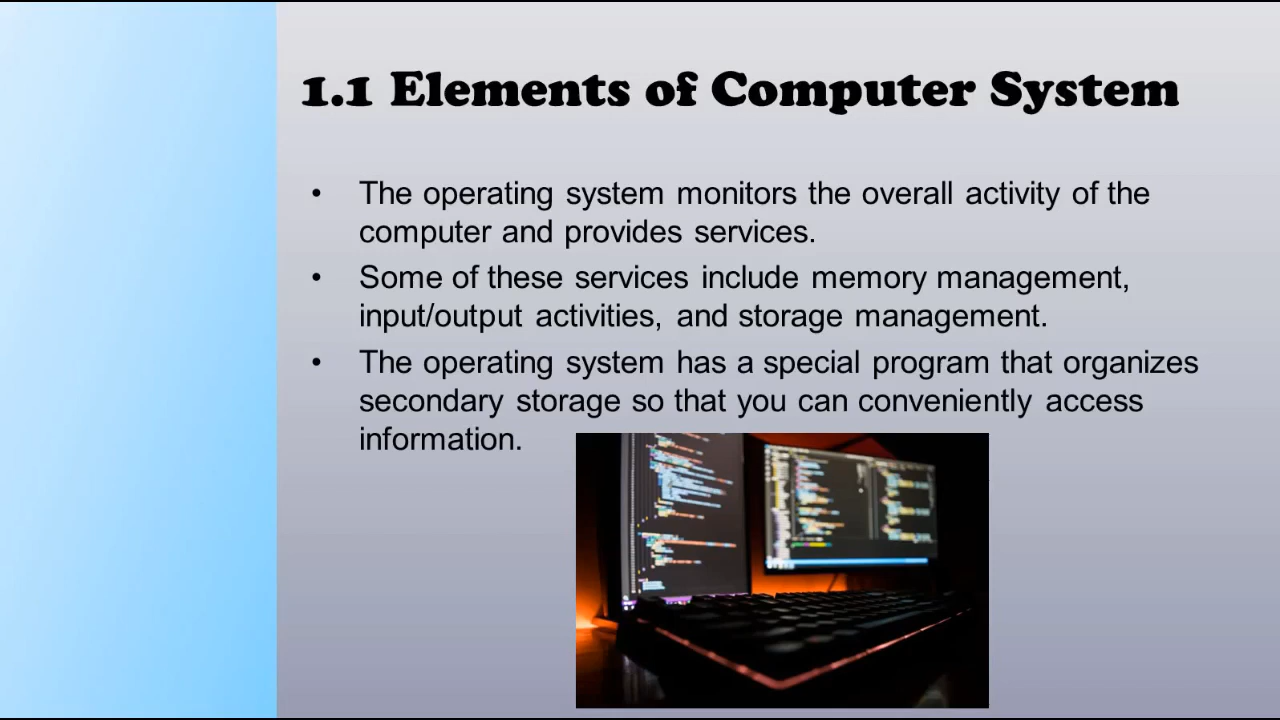 1.1 Elements of Computer System
• The operating system monitors the overall activity of the
computer and provides services.
• Some of these services include memory management,
input/output activities, and storage management.
• The operating system has a special program that organizes
secondary storage so that you can conveniently access
information.